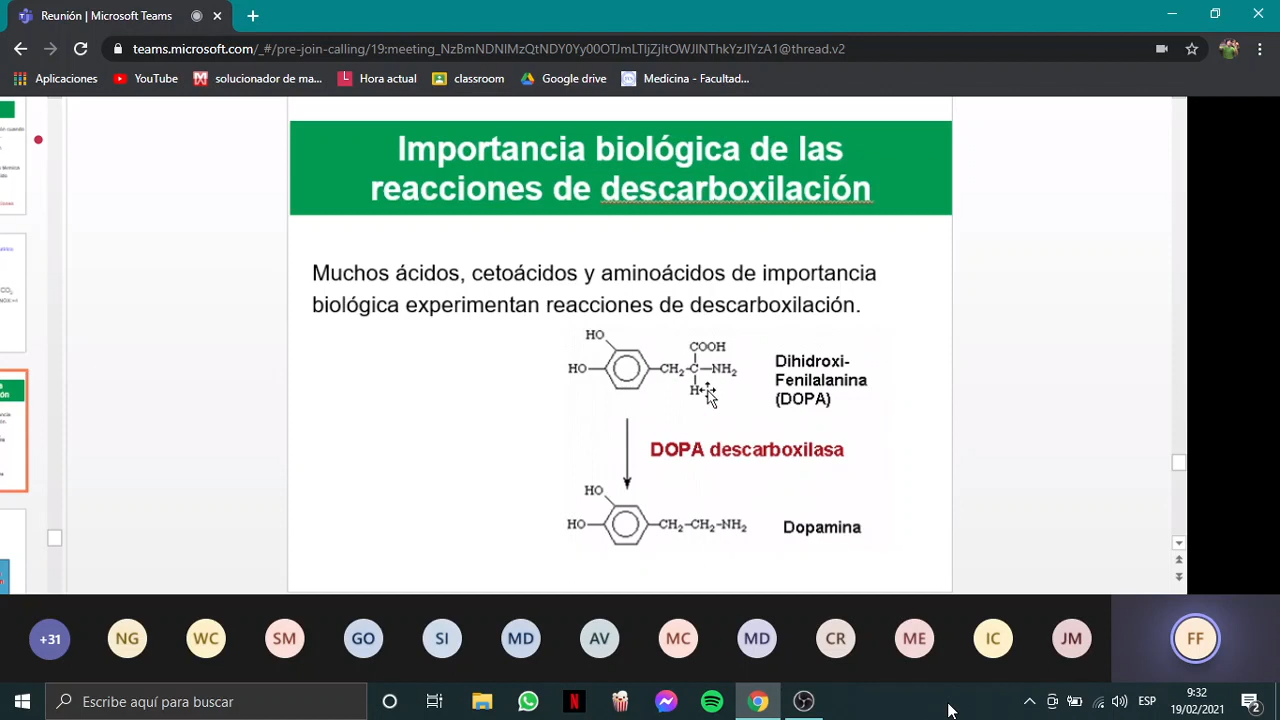 Reunión | Microsoft Teams
teams.microsoft.com/_#/pre-join-calling/19:meeting_NzBmNDNlMzQtNDY0Yy00OTJmLTljZjItOWJlNThkYzJlYzA1@thread.v2
Aplicaciones YouTube solucionador de ma... Hora actual classroom Google drive Medicina - Facultad...
Importancia biológica de las
reacciones de descarboxilación
Muchos ácidos, cetoácidos y aminoácidos de importancia
biológica experimentan reacciones de descarboxilación.
HO
COOH
HO CH2-C-NH2
H
Dihidroxi-
Fenilalanina
(DOPA)
DOPA descarboxilasa
HO
HO CH2-CH2-NH2
Dopamina
+31 NG WC SM GO SI MD AV MC MD CR ME IC JM FF
Escribe aquí para buscar
ESP
9:32
19/02/2021
2